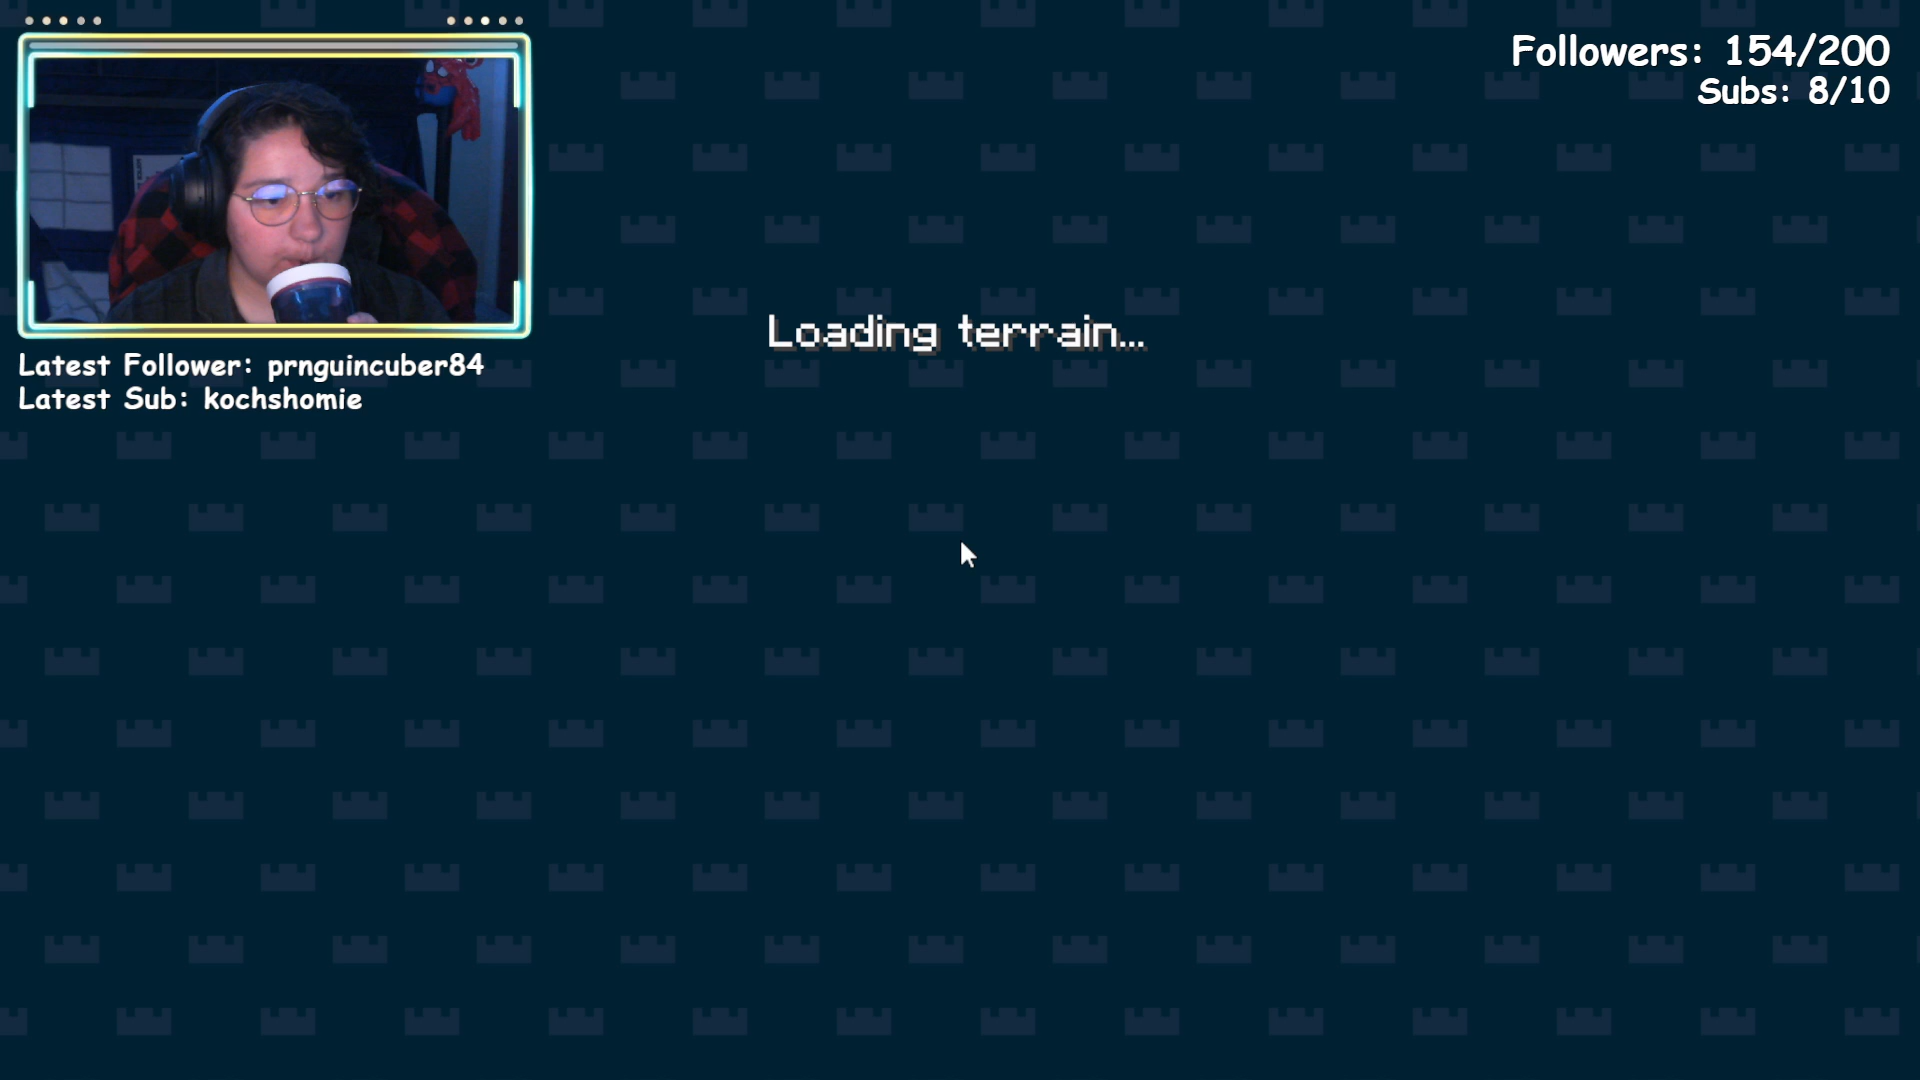 Followers: 154/200
Subs: 8/10
Loading terrain...
Latest Follower: prnguincuber84
Latest Sub: kochshomie